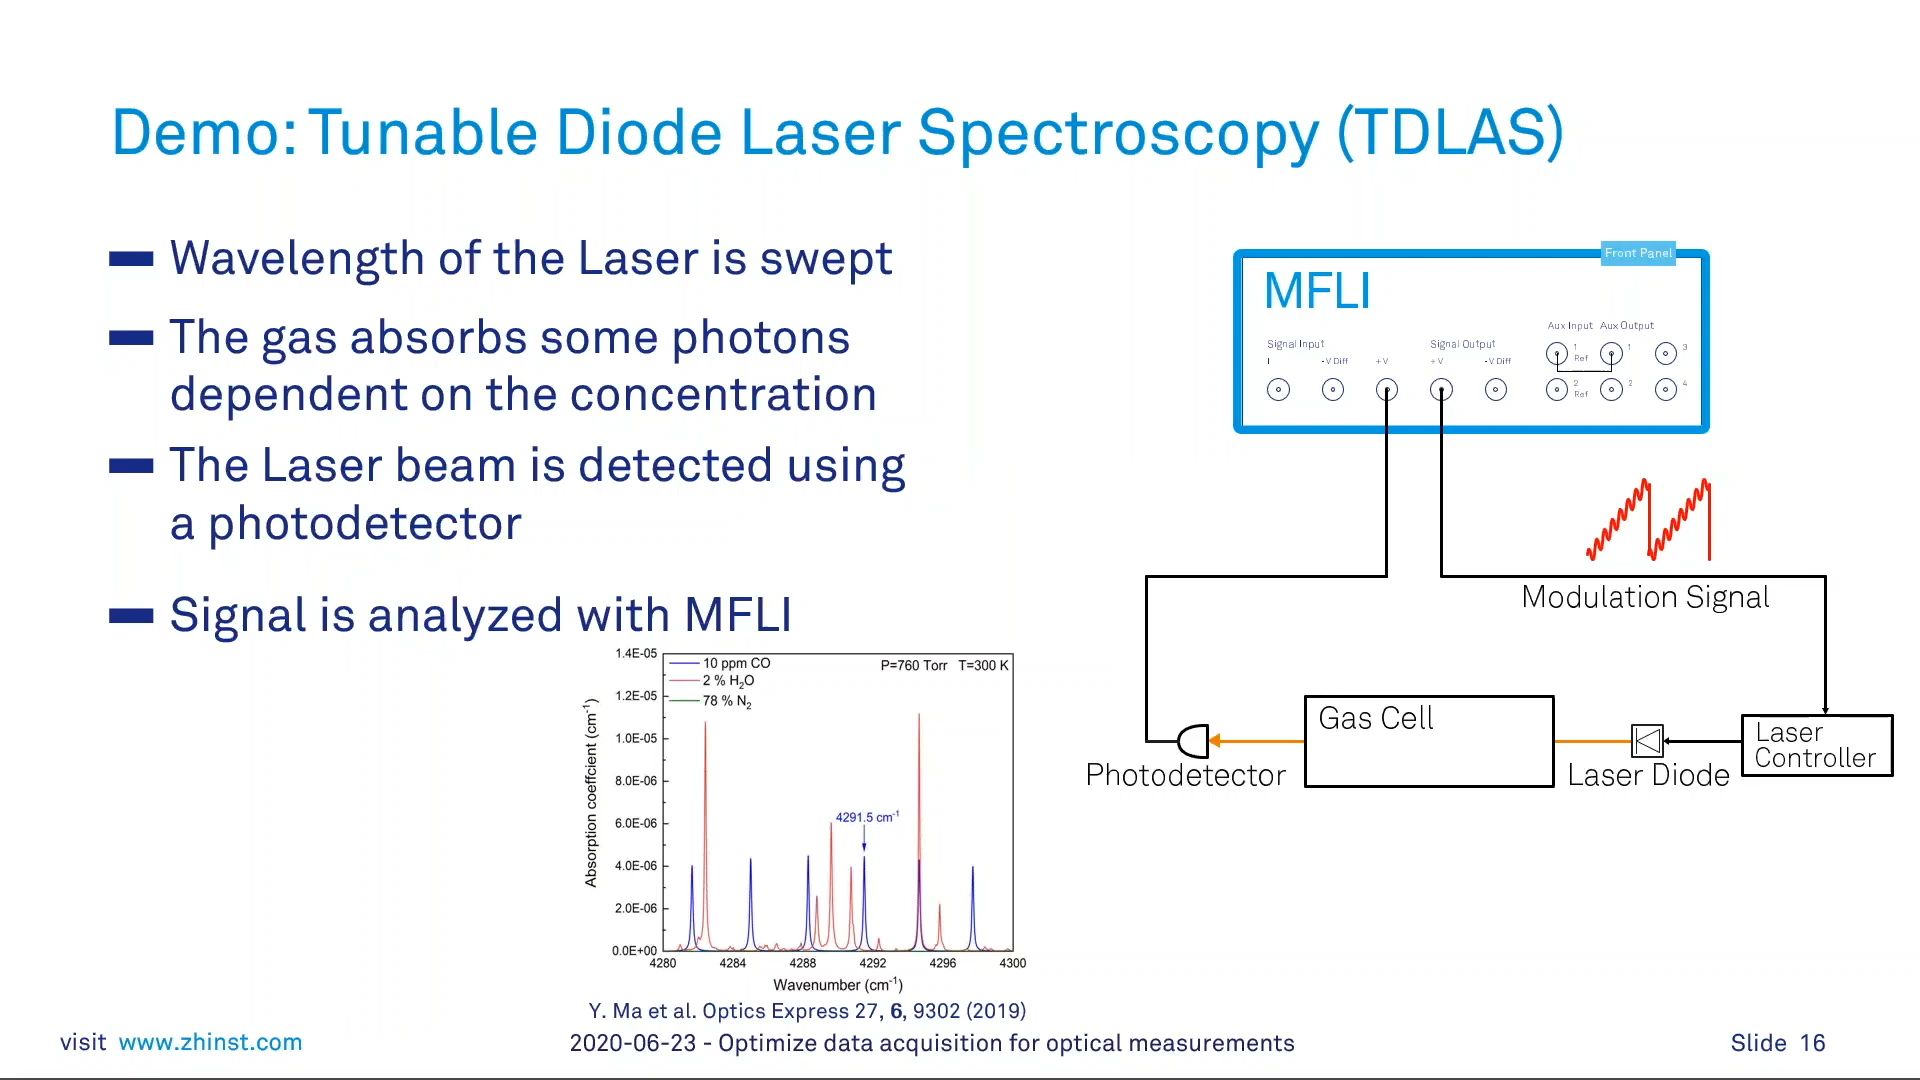 Demo: Tunable Diode Laser Spectroscopy (TDLAS)
Wavelength of the Laser is swept
The gas absorbs some photons
dependent on the concentration
The Laser beam is detected using
a photodetector
Signal is analyzed with MFLI
Front Panel
MFLI
Aux Input Aux Output
Signal Input
Signal Output
I
-V Diff
+V
+V
-V Diff
1
Ref
1
3
2
Ref
2
4
Modulation Signal
Gas Cell
Laser
Controller
Photodetector
Laser Diode
1.4E-05
1.2E-05
1.0E-05
8.0E-06
6.0E-06
4.0E-06
2.0E-06
0.0E+00
Absorption coeffcient (cm⁻¹)
10 ppm CO
2 % H₂O
78 % N₂
P=760 Torr T=300 K
4291.5 cm⁻¹
4280 4284 4288 4292 4296 4300
Wavenumber (cm⁻¹)
Y. Ma et al. Optics Express 27, 6, 9302 (2019)
visit www.zhinst.com
2020-06-23 - Optimize data acquisition for optical measurements
Slide 16